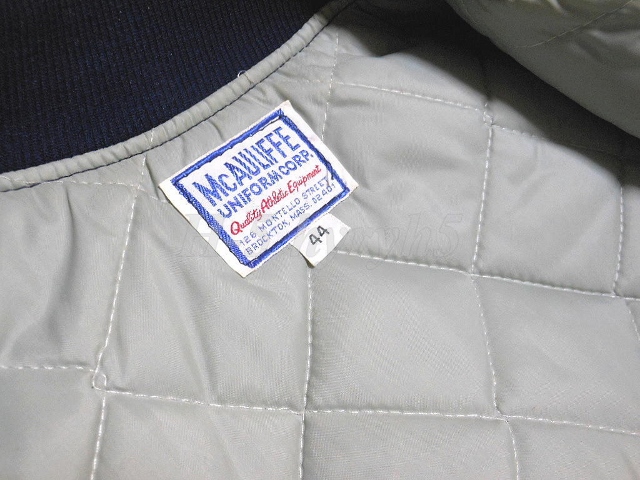 McAULIFFE
UNIFORM CORP.
Quality Athletic Equipment
126 MONTELLO STREET
BROCKTON, MASS. 02401
44